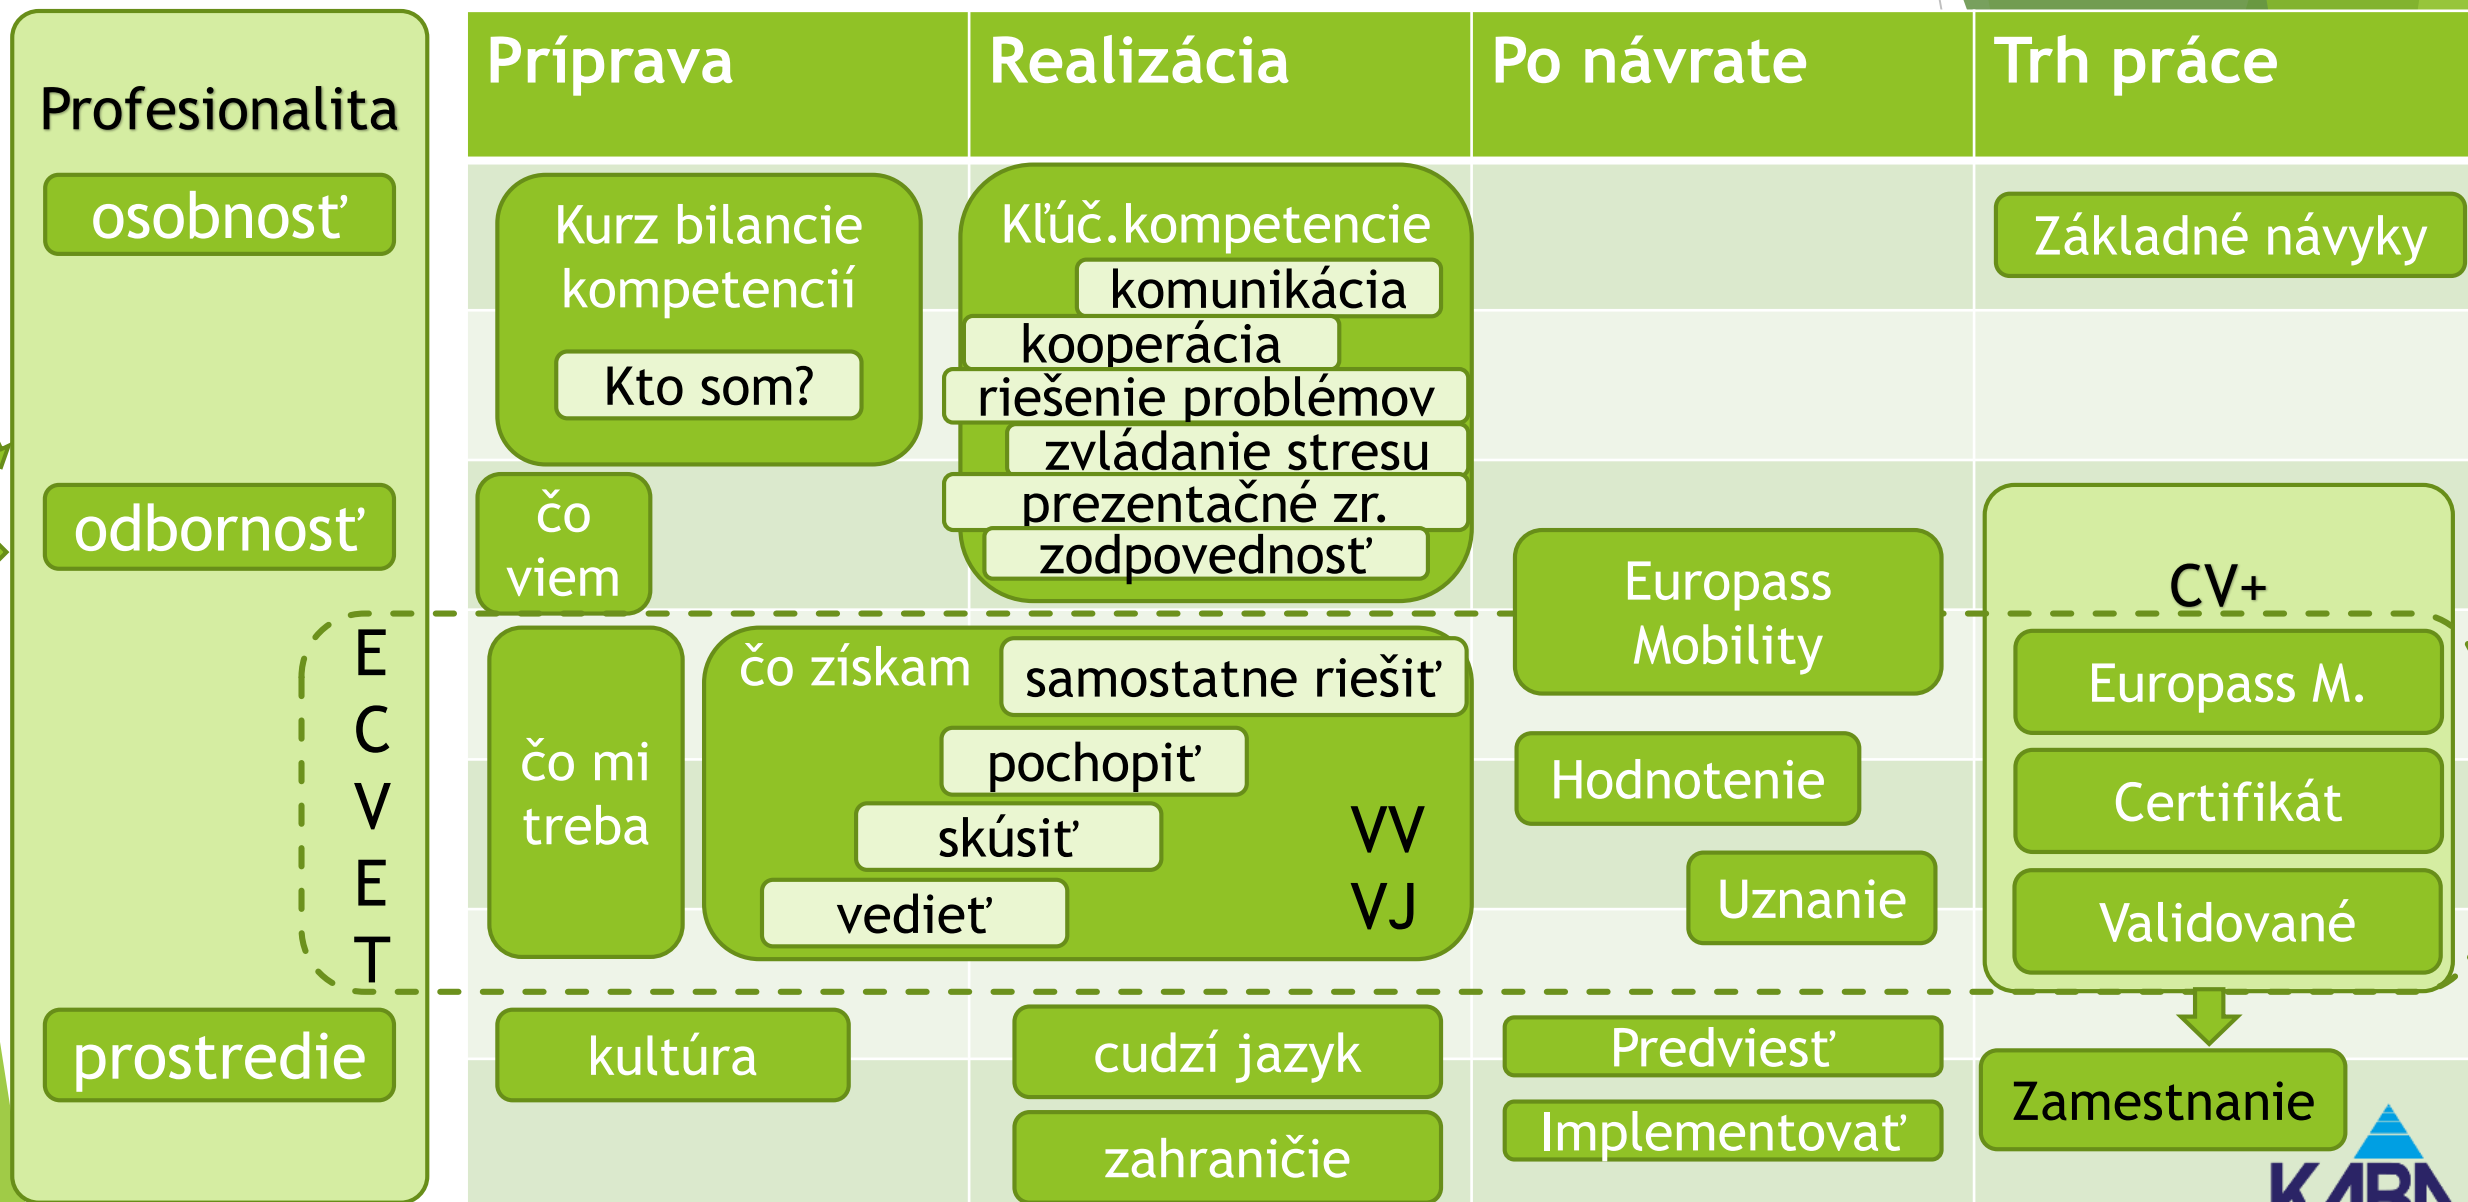 Profesionalita
osobnosť
odbornosť
E
C
V
E
T
prostredie
Príprava
Realizácia
Po návrate
Trh práce
Kurz bilancie
kompetencií
Kto som?
čo
viem
čo mi
treba
kultúra
Kľúč.kompetencie
komunikácia
kooperácia
riešenie problémov
zvládanie stresu
prezentačné zr.
zodpovednosť
čo získam
samostatne riešiť
pochopiť
skúsiť
vedieť
VV
VJ
cudzí jazyk
zahraničie
Europass
Mobility
Hodnotenie
Uznanie
Predviesť
Implementovať
Základné návyky
CV+
Europass M.
Certifikát
Validované
Zamestnanie